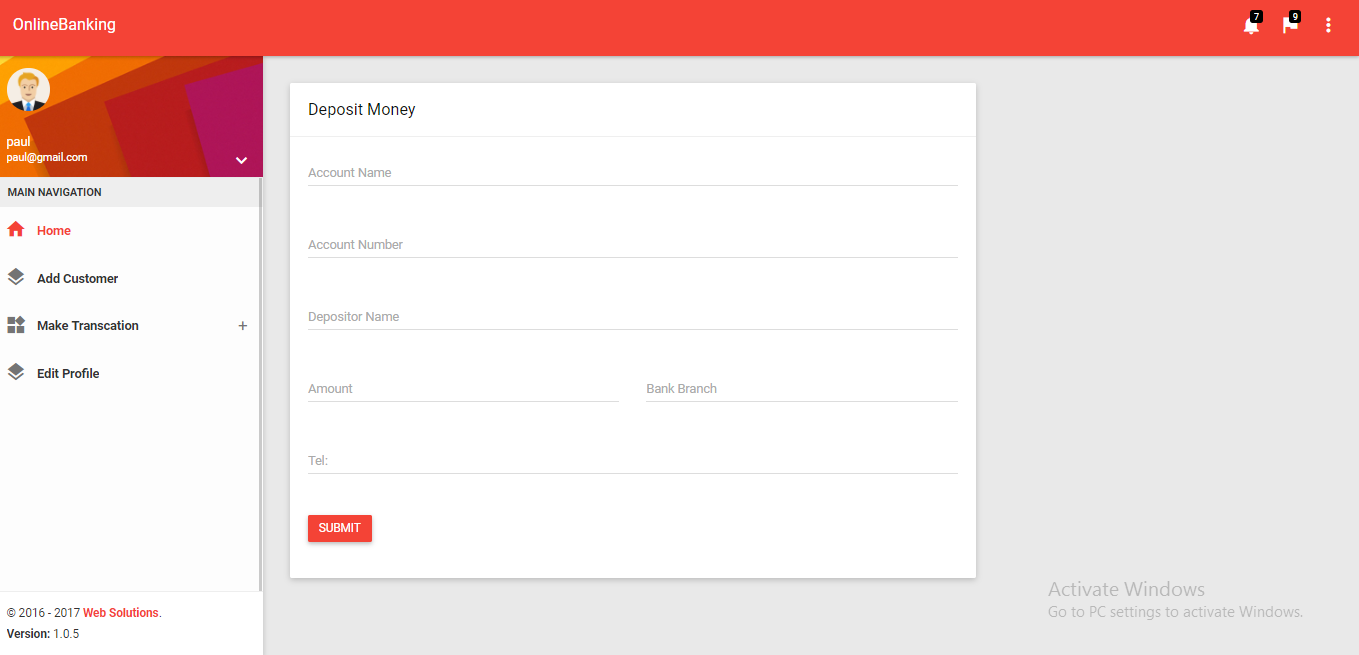 OnlineBanking
7
9
paul
paul@gmail.com
MAIN NAVIGATION
Home
Add Customer
Make Transcation +
Edit Profile
© 2016 - 2017 Web Solutions.
Version: 1.0.5
Deposit Money
Account Name
Account Number
Depositor Name
Amount
Bank Branch
Tel:
SUBMIT
Activate Windows
Go to PC settings to activate Windows.